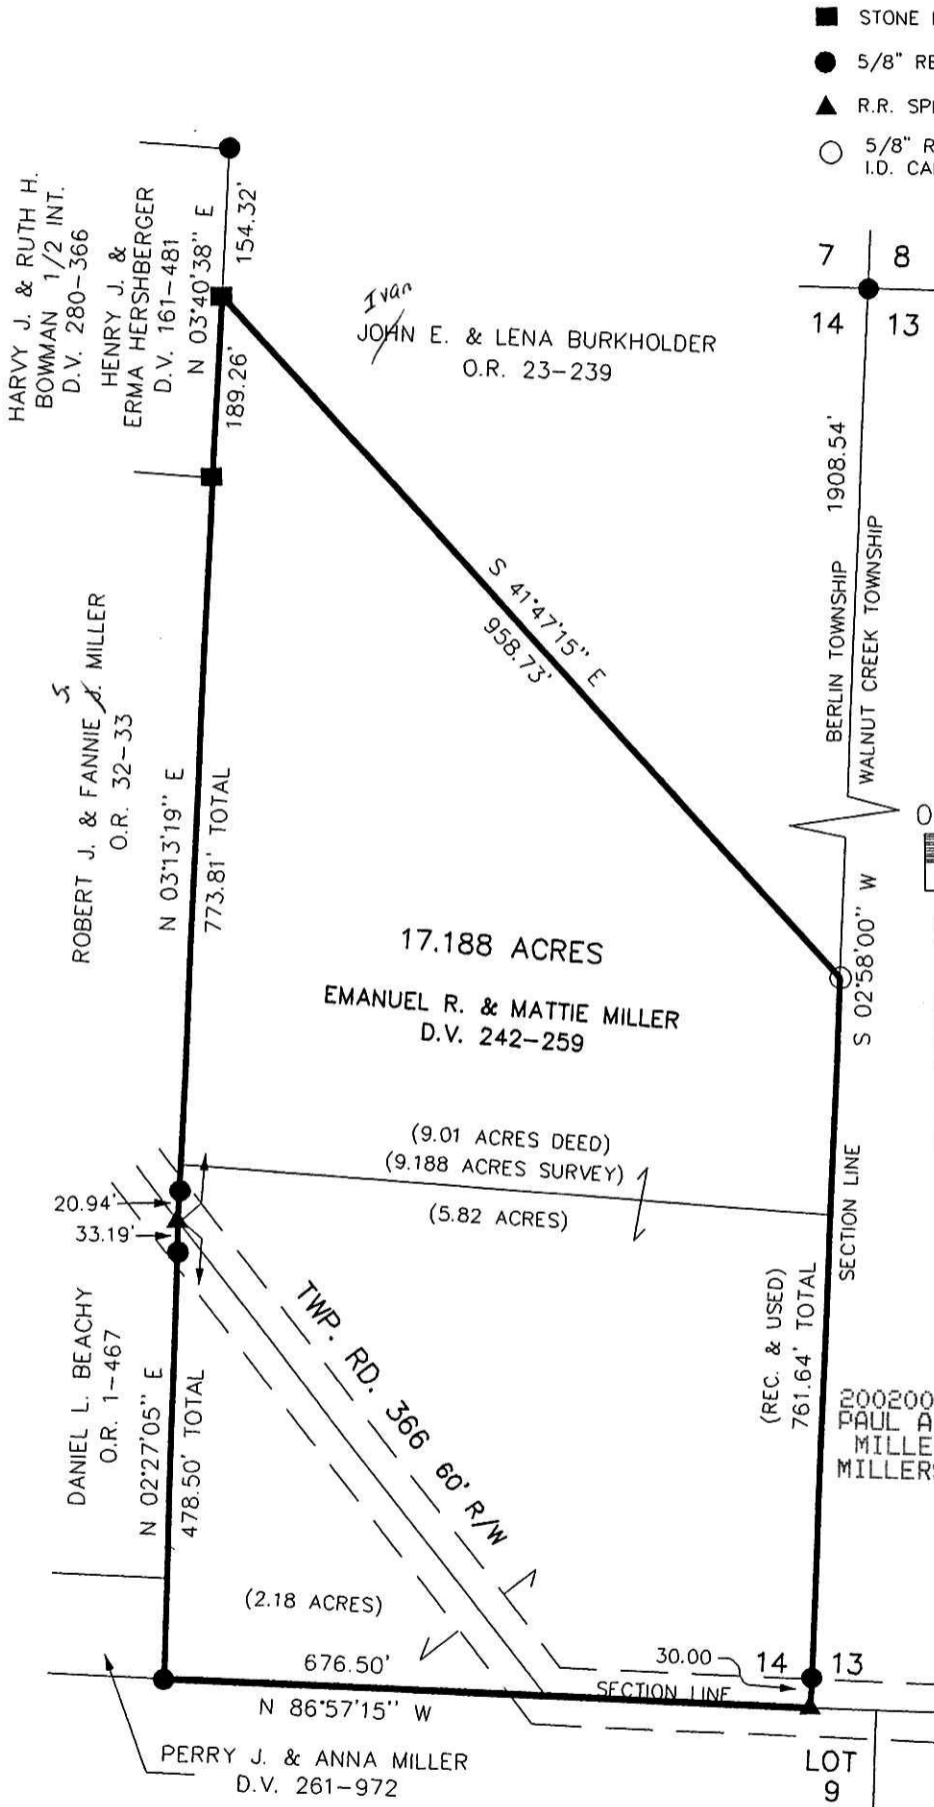 STONE
5/8"
R.R.
5/8"
I.D.
7 8
14 13
HARVY J. & RUTH H.
BOWMAN 1/2 INT.
D.V. 280-366
HENRY J. &
ERMA HERSHBERGER
D.V. 161-481
N 03°40'38" E
154.32'
189.26'
Ivan
JOHN E. & LENA BURKHOLDER
O.R. 23-239
1908.54'
BERLIN TOWNSHIP
WALNUT CREEK TOWNSHIP
S 41°47'15" E
958.73'
S.
ROBERT J. & FANNIE MILLER
O.R. 32-33
N 03°13'19" E
773.81' TOTAL
17.188 ACRES
EMANUEL R. & MATTIE MILLER
D.V. 242-259
S 02°58'00" W
SECTION LINE
(9.01 ACRES DEED)
(9.188 ACRES SURVEY)
(5.82 ACRES)
20.94'
33.19'
TWP. RD. 366 60' R/W
(REC. & USED)
761.64' TOTAL
DANIEL L. BEACHY
O.R. 1-467
N 02°27'05" E
478.50' TOTAL
200200
PAUL A
MILLE
MILLERS
(2.18 ACRES)
676.50'
N 86°57'15" W
30.00
14 13
SECTION LINE
PERRY J. & ANNA MILLER
D.V. 261-972
LOT
9